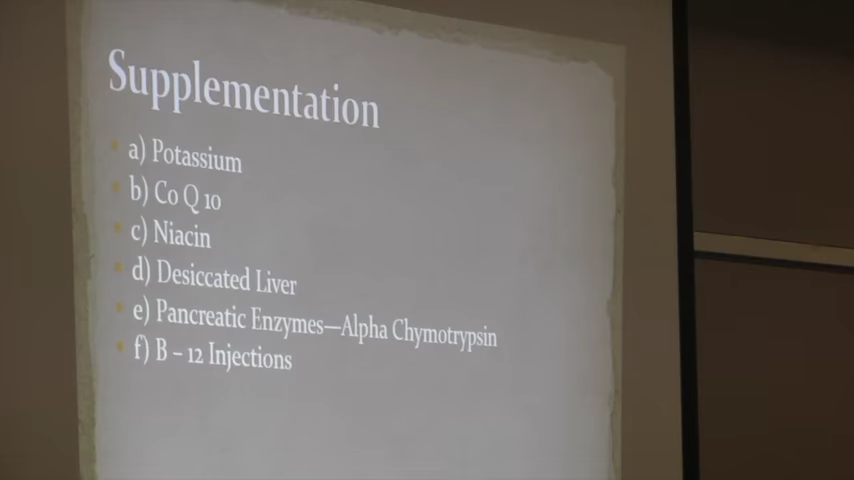 Supplementation
a) Potassium
b) Co Q 10
c) Niacin
d) Desiccated Liver
e) Pancreatic Enzymes—Alpha Chymotrypsin
f) B – 12 Injections